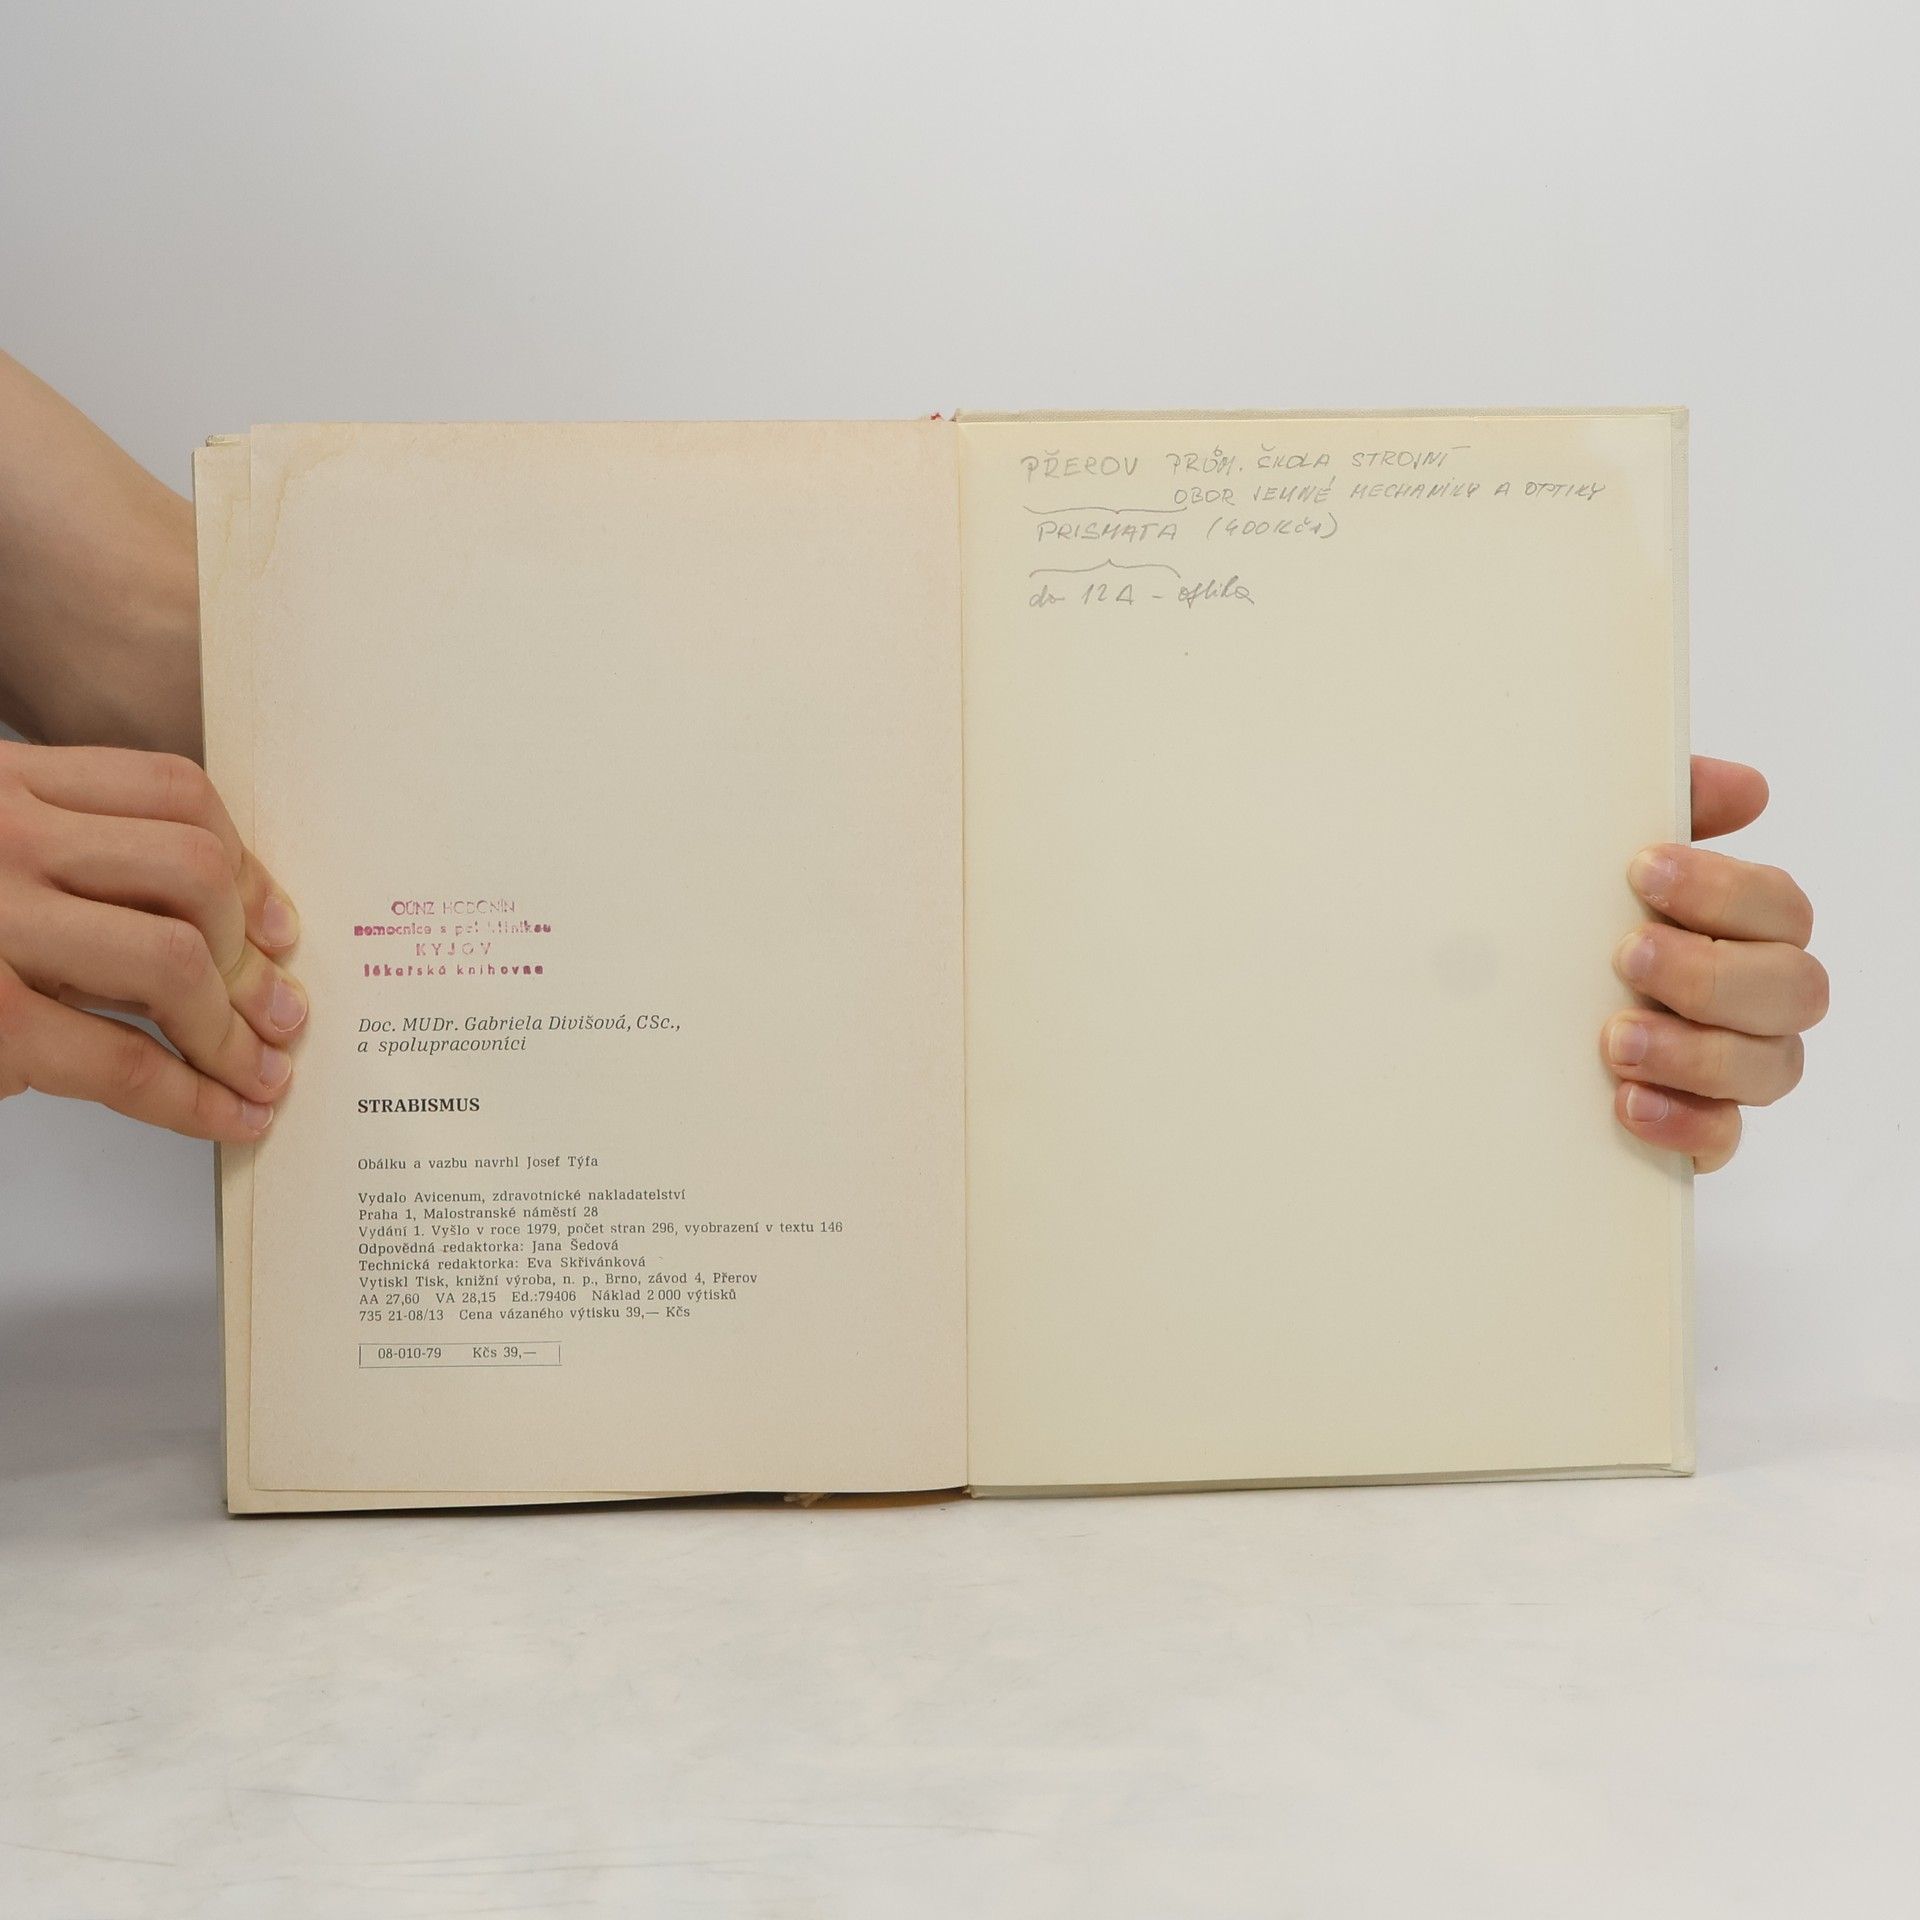 OÚNZ HODONÍN
nemocnice s poliklinikou
KYJOV
lékařská knihovna
Doc. MUDr. Gabriela Divišová, CSc.,
a spolupracovníci
STRABISMUS
Obálku a vazbu navrhl Josef Týfa
Vydalo Avicenum, zdravotnické nakladatelství
Praha 1, Malostranské náměstí 28
Vydání 1. Vyšlo v roce 1979, počet stran 296, vyobrazení v textu 146
Odpovědná redaktorka: Jana Šedová
Technická redaktorka: Eva Skřivánková
Vytiskl Tisk, knižní výroba, n. p., Brno, závod 4, Přerov
AA 27,60 VA 28,15 Ed.:79406 Náklad 2 000 výtisků
735 21-08/13 Cena vázaného výtisku 39,— Kčs
08-010-79 Kčs 39,—
PŘEROV PRŮM. ŠKOLA STROJNÍ
OBOR JEMNÉ MECHANIKY A OPTIKY
PRISMATA (400 Kčs)
do 12 Δ - optika